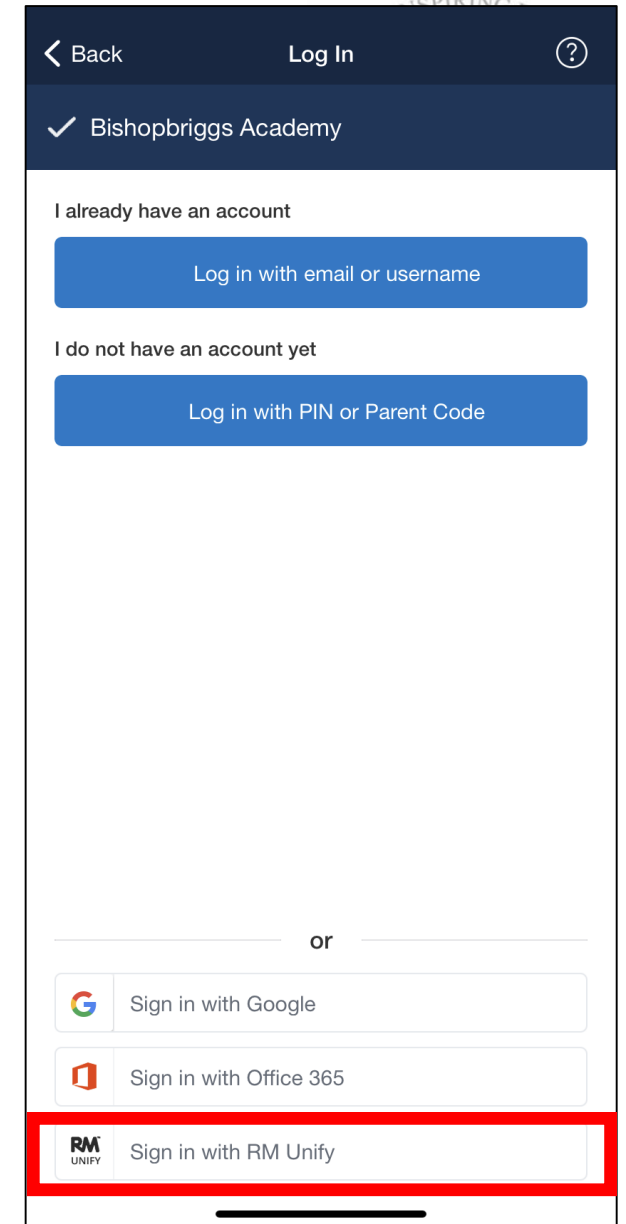 Back
Log In
?
Bishopbriggs Academy
I already have an account
Log in with email or username
I do not have an account yet
Log in with PIN or Parent Code
or
G
Sign in with Google
Sign in with Office 365
RM
UNIFY
Sign in with RM Unify